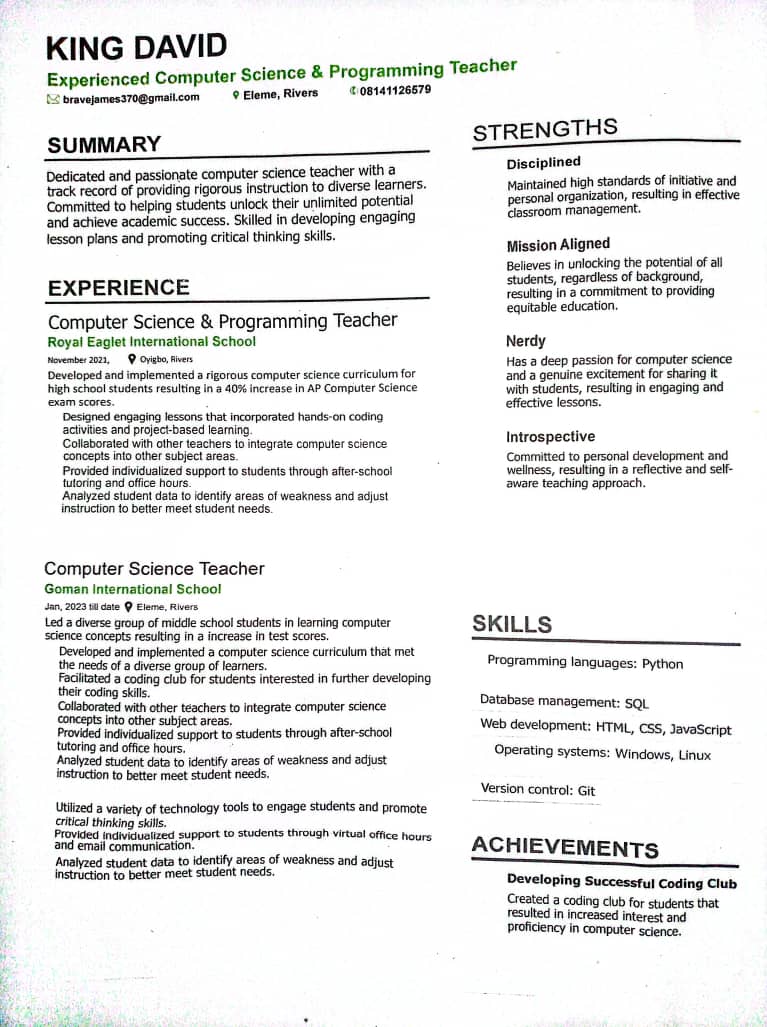 KING DAVID
Experienced Computer Science & Programming Teacher
bravejames370@gmail.com Eleme, Rivers 08141126579
SUMMARY
Dedicated and passionate computer science teacher with a
track record of providing rigorous instruction to diverse learners.
Committed to helping students unlock their unlimited potential
and achieve academic success. Skilled in developing engaging
lesson plans and promoting critical thinking skills.
EXPERIENCE
Computer Science & Programming Teacher
Royal Eaglet International School
November 2021, Oyigbo, Rivers
Developed and implemented a rigorous computer science curriculum for
high school students resulting in a 40% increase in AP Computer Science
exam scores.
Designed engaging lessons that incorporated hands-on coding
activities and project-based learning.
Collaborated with other teachers to integrate computer science
concepts into other subject areas.
Provided individualized support to students through after-school
tutoring and office hours.
Analyzed student data to identify areas of weakness and adjust
instruction to better meet student needs.
Computer Science Teacher
Goman International School
Jan, 2023 till date Eleme, Rivers
Led a diverse group of middle school students in learning computer
science concepts resulting in a increase in test scores.
Developed and implemented a computer science curriculum that met
the needs of a diverse group of learners.
Facilitated a coding club for students interested in further developing
their coding skills.
Collaborated with other teachers to integrate computer science
concepts into other subject areas.
Provided individualized support to students through after-school
tutoring and office hours.
Analyzed student data to identify areas of weakness and adjust
instruction to better meet student needs.
Utilized a variety of technology tools to engage students and promote
critical thinking skills.
Provided individualized support to students through virtual office hours
and email communication.
Analyzed student data to identify areas of weakness and adjust
instruction to better meet student needs.
STRENGTHS
Disciplined
Maintained high standards of initiative and
personal organization, resulting in effective
classroom management.
Mission Aligned
Believes in unlocking the potential of all
students, regardless of background,
resulting in a commitment to providing
equitable education.
Nerdy
Has a deep passion for computer science
and a genuine excitement for sharing it
with students, resulting in engaging and
effective lessons.
Introspective
Committed to personal development and
wellness, resulting in a reflective and self-
aware teaching approach.
SKILLS
Programming languages: Python
Database management: SQL
Web development: HTML, CSS, JavaScript
Operating systems: Windows, Linux
Version control: Git
ACHIEVEMENTS
Developing Successful Coding Club
Created a coding club for students that
resulted in increased interest and
proficiency in computer science.